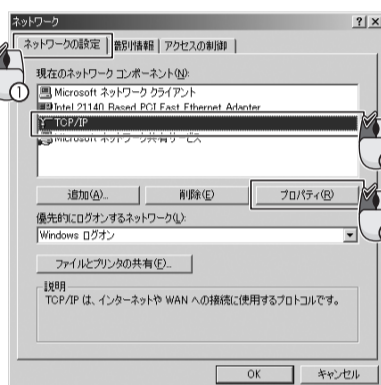 ネットワーク
ネットワークの設定 識別情報 アクセスの制御
①
現在のネットワーク コンポーネント(N):
Microsoft ネットワーク クライアント
Intel 21140 Based PCI Fast Ethernet Adapter
TCP/IP
Microsoft ネットワーク共有サービス
追加(A)... 削除(E) プロパティ(R)
優先的にログオンするネットワーク(L):
Windows ログオン
ファイルとプリンタの共有(F)...
説明
TCP/IP は、インターネットや WAN への接続に使用するプロトコルです。
OK キャンセル